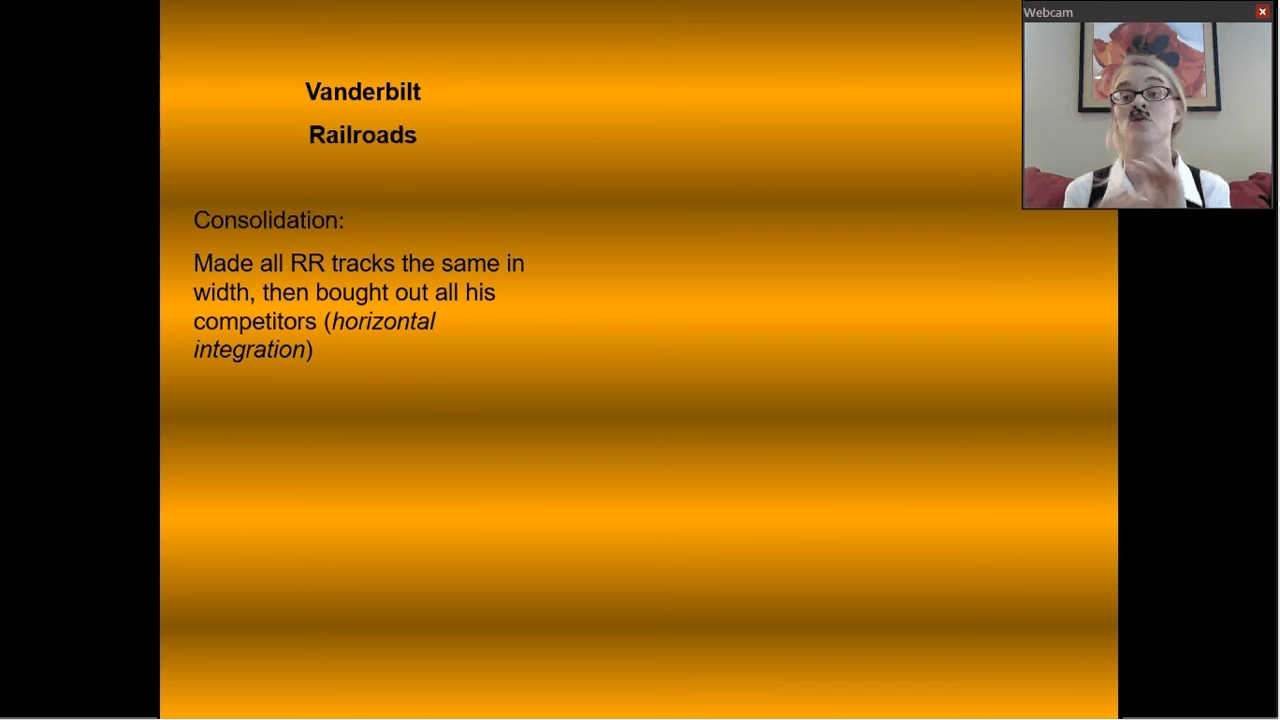 Webcam
Vanderbilt
Railroads
Consolidation:
Made all RR tracks the same in
width, then bought out all his
competitors (horizontal
integration)